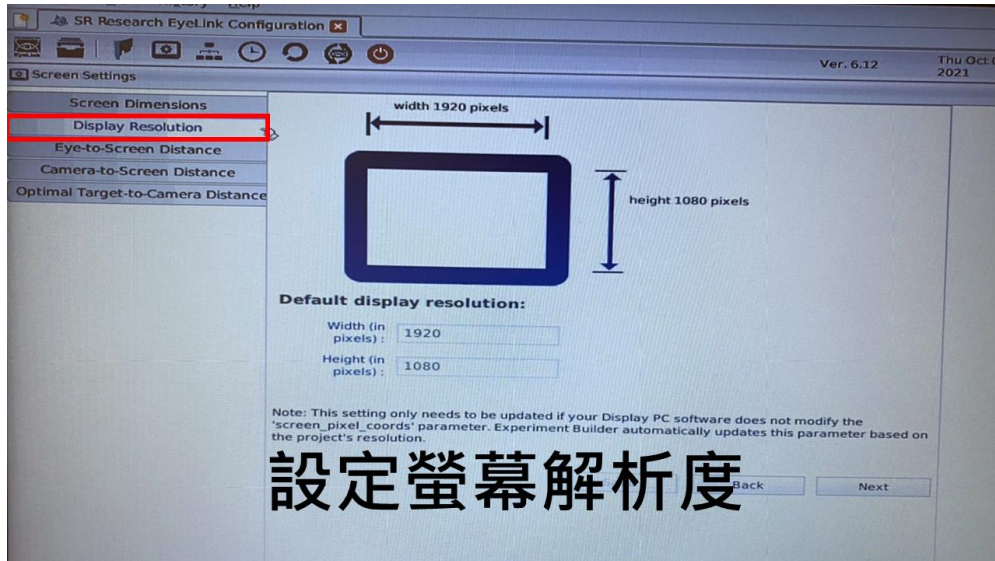 SR Research EyeLink Configuration
Ver. 6.12
Thu Oct
2021
Screen Settings
Screen Dimensions
Display Resolution
Eye-to-Screen Distance
Camera-to-Screen Distance
Optimal Target-to-Camera Distance
width 1920 pixels
height 1080 pixels
Default display resolution:
Width (in
pixels) :
1920
Height (in
pixels) :
1080
Note: This setting only needs to be updated if your Display PC software does not modify the
'screen_pixel_coords' parameter. Experiment Builder automatically updates this parameter based on
the project's resolution.
設定螢幕解析度
Back
Next